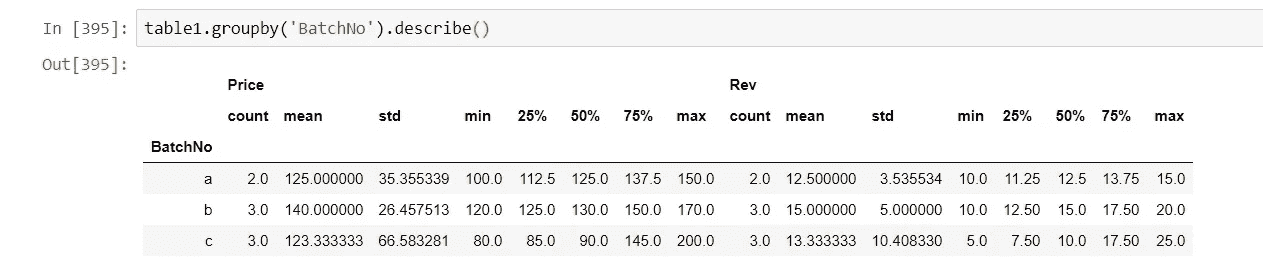 In [395]: table1.groupby('BatchNo').describe()
Out[395]:
Price Rev
count mean std min 25% 50% 75% max count mean std min 25% 50% 75% max
BatchNo
a 2.0 125.000000 35.355339 100.0 112.5 125.0 137.5 150.0 2.0 12.500000 3.535534 10.0 11.25 12.5 13.75 15.0
b 3.0 140.000000 26.457513 120.0 125.0 130.0 150.0 170.0 3.0 15.000000 5.000000 10.0 12.50 15.0 17.50 20.0
c 3.0 123.333333 66.583281 80.0 85.0 90.0 145.0 200.0 3.0 13.333333 10.408330 5.0 7.50 10.0 17.50 25.0